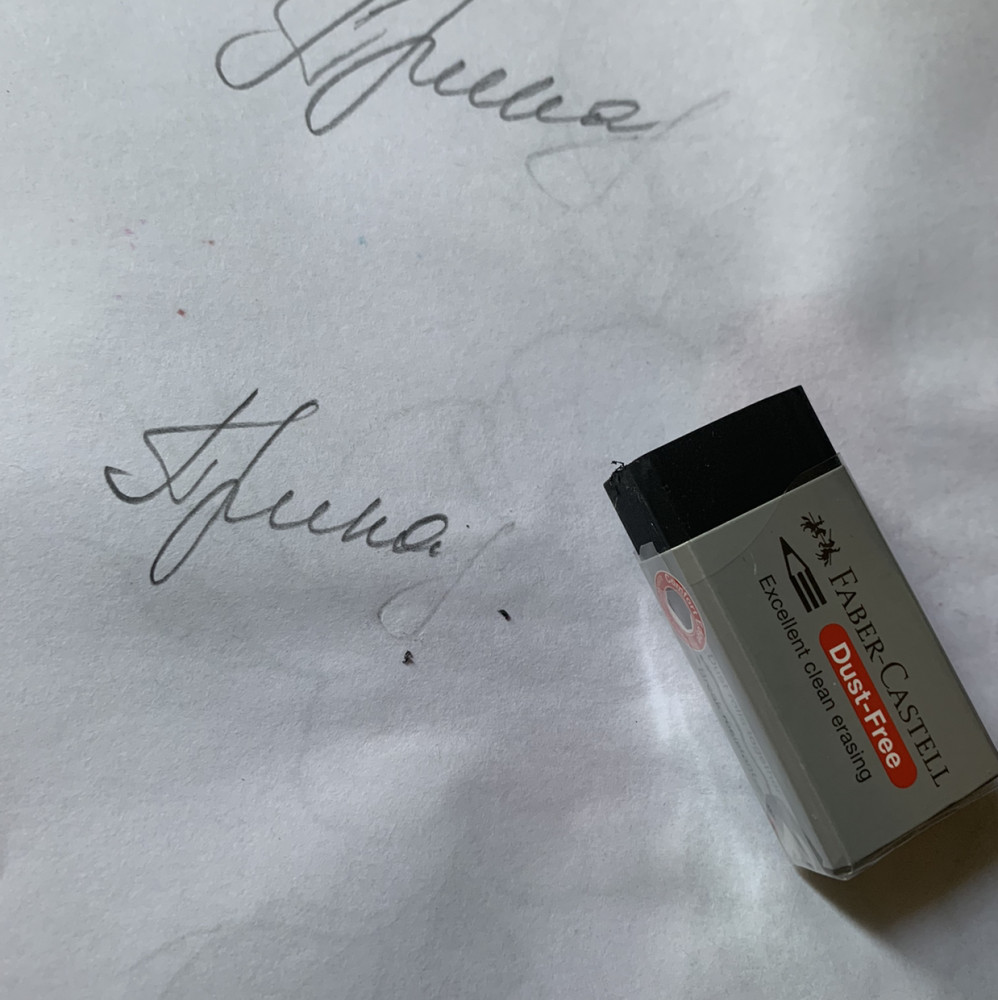 Арина
Арина
FABER-CASTELL
Dust-Free
Excellent clean erasing